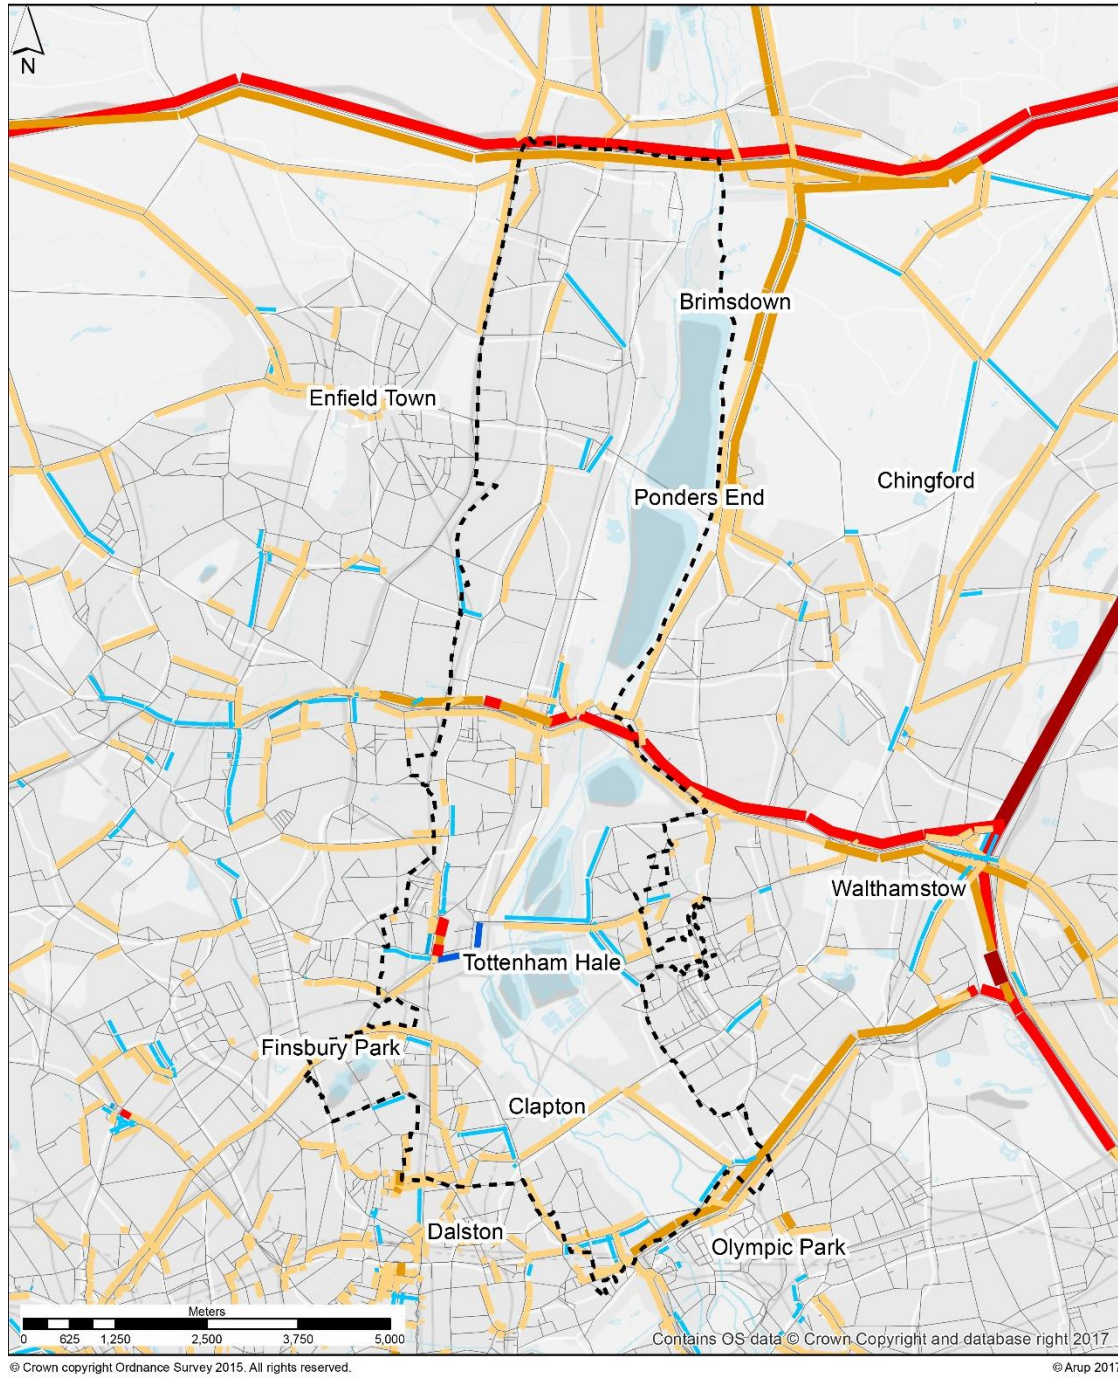 N
Brimsdown
Enfield Town
Chingford
Ponders End
Walthamstow
Tottenham Hale
Finsbury Park
Clapton
Dalston
Olympic Park
Meters
0 625 1,250 2,500 3,750 5,000
Contains OS data © Crown Copyright and database right 2017
© Crown copyright Ordnance Survey 2015. All rights reserved.
© Arup 2017